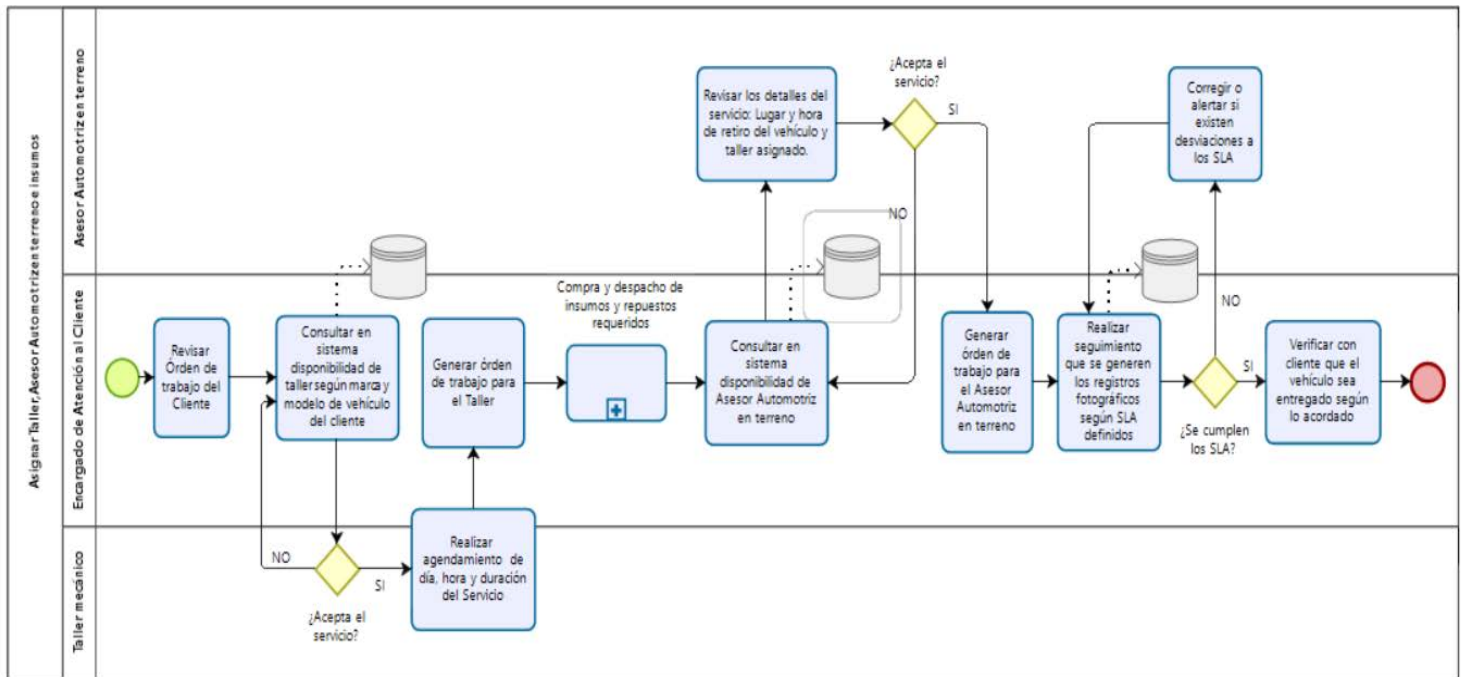 Asignar Taller, Asesor Automotriz en terreno e insumos
Asesor Automotriz en terreno
Revisar los detalles del
servicio: Lugar y hora
de retiro del vehículo y
taller asignado.
¿Acepta el
servicio?
SI
NO
Corregir o
alertar si
existen
desviaciones a
los SLA
Encargado de Atención al Cliente
Revisar
Órden de
trabajo del
Cliente
Consultar en
sistema
disponibilidad de
taller según marca y
modelo de vehículo
del cliente
Generar órden
de trabajo para
el Taller
Compra y despacho de
insumos y repuestos
requeridos
Consultar en
sistema
disponibilidad de
Asesor Automotriz
en terreno
Generar
órden de
trabajo para
el Asesor
Automotriz
en terreno
Realizar
seguimiento
que se generen
los registros
fotográficos
según SLA
definidos
NO
SI
¿Se cumplen
los SLA?
Verificar con
cliente que el
vehículo sea
entregado según
lo acordado
Taller mecánico
NO
SI
¿Acepta el
servicio?
Realizar
agendamiento de
día, hora y duración
del Servicio